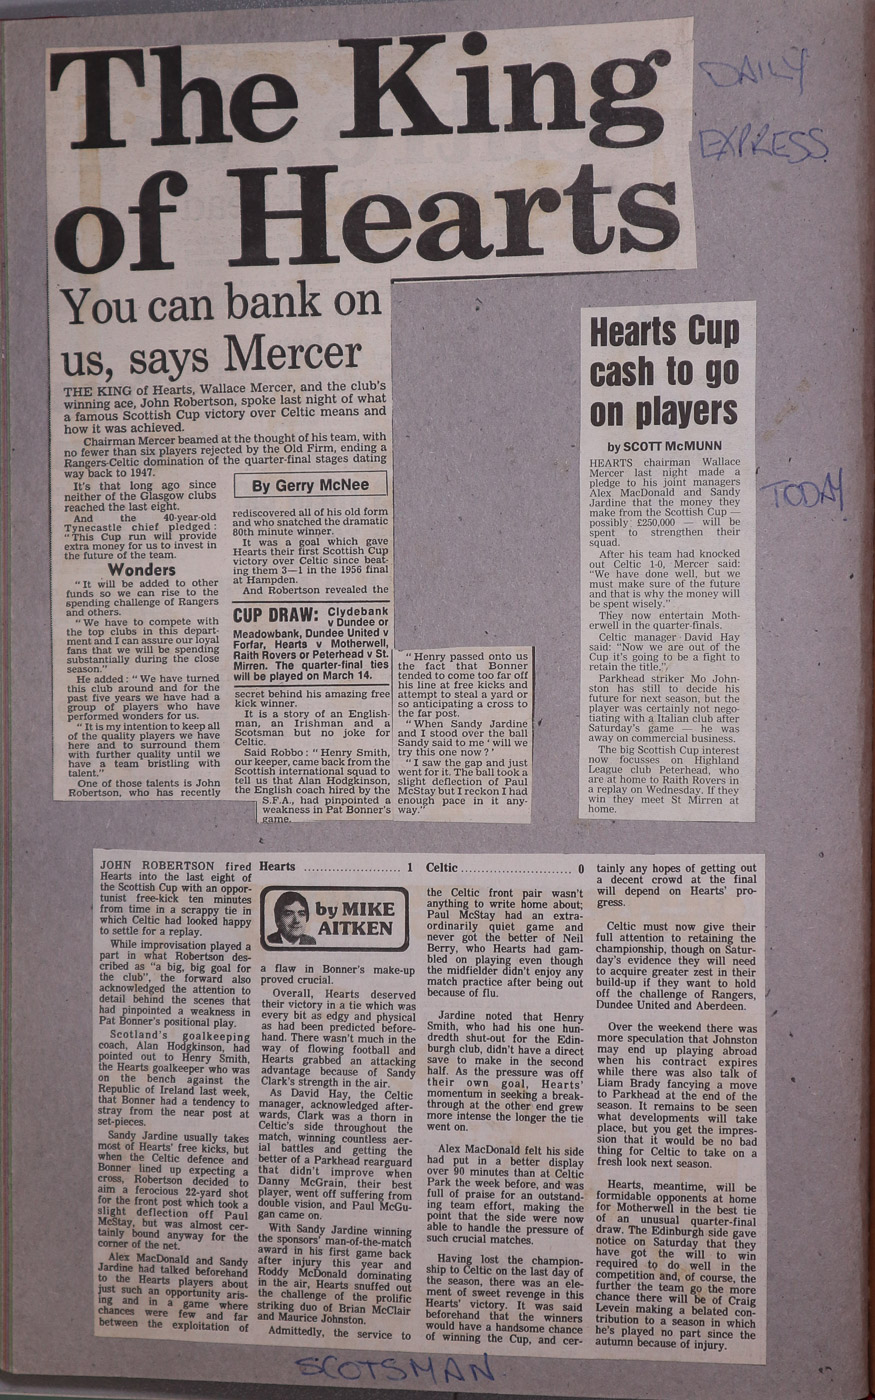 The King
of Hearts
DAILY
EXPRESS
You can bank on
us, says Mercer
THE KING of Hearts, Wallace Mercer, and the club's
winning ace, John Robertson, spoke last night of what
a famous Scottish Cup victory over Celtic means and
how it was achieved.
Chairman Mercer beamed at the thought of his team, with
no fewer than six players rejected by the Old Firm, ending a
Rangers-Celtic domination of the quarter-final stages dating
way back to 1947.
It's that long ago since
neither of the Glasgow clubs
reached the last eight.
And the 40-year-old
Tynecastle chief pledged:
"This Cup run will provide
extra money for us to invest in
the future of the team.
Wonders
"It will be added to other
funds so we can rise to the
spending challenge of Rangers
and others.
"We have to compete with
the top clubs in this depart-
ment and I can assure our loyal
fans that we will be spending
substantially during the close
season."
He added: "We have turned
this club around and for the
past five years we have had a
group of players who have
performed wonders for us.
"It is my intention to keep all
of the quality players we have
here and to surround them
with further quality until we
have a team bristling with
talent."
One of those talents is John
Robertson, who has recently
By Gerry McNee
rediscovered all of his old form
and who snatched the dramatic
80th minute winner.
It was a goal which gave
Hearts their first Scottish Cup
victory over Celtic since beat-
ing them 3—1 in the 1956 final
at Hampden.
And Robertson revealed the
CUP DRAW: Clydebank
v Dundee or
Meadowbank, Dundee United v
Forfar, Hearts v Motherwell,
Raith Rovers or Peterhead v St.
Mirren. The quarter-final ties
will be played on March 14.
secret behind his amazing free
kick winner.
It is a story of an English-
man, an Irishman and a
Scotsman but no joke for
Celtic.
Said Robbo: "Henry Smith,
our keeper, came back from the
Scottish international squad to
tell us that Alan Hodgkinson,
the English coach hired by the
S.F.A., had pinpointed a
weakness in Pat Bonner's
game.
"Henry passed onto us
the fact that Bonner
tended to come too far off
his line at free kicks and
attempt to steal a yard or
so anticipating a cross to
the far post.
"When Sandy Jardine
and I stood over the ball
Sandy said to me 'will we
try this one now?'
"I saw the gap and just
went for it. The ball took a
slight deflection of Paul
McStay but I reckon I had
enough pace in it any-
way."
Hearts Cup
cash to go
on players
by SCOTT McMUNN
HEARTS chairman Wallace
Mercer last night made a
pledge to his joint managers
Alex MacDonald and Sandy
Jardine that the money they
make from the Scottish Cup —
possibly £250,000 — will be
spent to strengthen their
squad.
After his team had knocked
out Celtic 1-0, Mercer said:
"We have done well, but we
must make sure of the future
and that is why the money will
be spent wisely."
They now entertain Moth-
erwell in the quarter-finals.
Celtic manager David Hay
said: "Now we are out of the
Cup it's going to be a fight to
retain the title."
Parkhead striker Mo John-
ston has still to decide his
future for next season, but the
player was certainly not nego-
tiating with a Italian club after
Saturday's game — he was
away on commercial business.
The big Scottish Cup interest
now focusses on Highland
League club Peterhead, who
are at home to Raith Rovers in
a replay on Wednesday. If they
win they meet St Mirren at
home.
TODAY
JOHN ROBERTSON fired
Hearts into the last eight of
the Scottish Cup with an oppor-
tunist free-kick ten minutes
from time in a scrappy tie in
which Celtic had looked happy
to settle for a replay.
While improvisation played a
part in what Robertson des-
cribed as "a big, big goal for
the club", the forward also
acknowledged the attention to
detail behind the scenes that
had pinpointed a weakness in
Pat Bonner's positional play.
Scotland's goalkeeping
coach, Alan Hodgkinson, had
pointed out to Henry Smith,
the Hearts goalkeeper who was
on the bench against the
Republic of Ireland last week,
that Bonner had a tendency to
stray from the near post at
set-pieces.
Sandy Jardine usually takes
most of Hearts' free kicks, but
when the Celtic defence and
Bonner lined up expecting a
cross, Robertson decided to
aim a ferocious 22-yard shot
for the front post which took a
slight deflection off Paul
McStay, but was almost cer-
tainly bound anyway for the
corner of the net.
Alex MacDonald and Sandy
Jardine had talked beforehand
to the Hearts players about
just such an opportunity aris-
ing and in a game where
chances were few and far
between the exploitation of
Hearts ........................ 1
by MIKE
AITKEN
a flaw in Bonner's make-up
proved crucial.
Overall, Hearts deserved
their victory in a tie which was
every bit as edgy and physical
as had been predicted before-
hand. There wasn't much in the
way of flowing football and
Hearts grabbed an attacking
advantage because of Sandy
Clark's strength in the air.
As David Hay, the Celtic
manager, acknowledged after-
wards, Clark was a thorn in
Celtic's side throughout the
match, winning countless aer-
ial battles and getting the
better of a Parkhead rearguard
that didn't improve when
Danny McGrain, their best
player, went off suffering from
double vision, and Paul McGu-
gan came on.
With Sandy Jardine winning
the sponsors' man-of-the-match
award in his first game back
after injury this year and
Roddy McDonald dominating
in the air, Hearts snuffed out
the challenge of the prolific
striking duo of Brian McClair
and Maurice Johnston.
Admittedly, the service to
Celtic ........................ 0
the Celtic front pair wasn't
anything to write home about;
Paul McStay had an extra-
ordinarily quiet game and
never got the better of Neil
Berry, who Hearts had gam-
bled on playing even though
the midfielder didn't enjoy any
match practice after being out
because of flu.
Jardine noted that Henry
Smith, who had his one hun-
dredth shut-out for the Edin-
burgh club, didn't have a direct
save to make in the second
half. As the pressure was off
their own goal, Hearts'
momentum in seeking a break-
through at the other end grew
more intense the longer the tie
went on.
Alex MacDonald felt his side
had put in a better display
over 90 minutes than at Celtic
Park the week before, and was
full of praise for an outstand-
ing team effort, making the
point that the side were now
able to handle the pressure of
such crucial matches.
Having lost the champion-
ship to Celtic on the last day of
the season, there was an ele-
ment of sweet revenge in this
Hearts' victory. It was said
beforehand that the winners
would have a handsome chance
of winning the Cup, and cer-
tainly any hopes of getting out
a decent crowd at the final
will depend on Hearts' pro-
gress.
Celtic must now give their
full attention to retaining the
championship, though on Satur-
day's evidence they will need
to acquire greater zest in their
build-up if they want to hold
off the challenge of Rangers,
Dundee United and Aberdeen.
Over the weekend there was
more speculation that Johnston
may end up playing abroad
when his contract expires
while there was also talk of
Liam Brady fancying a move
to Parkhead at the end of the
season. It remains to be seen
what developments will take
place, but you get the impres-
sion that it would be no bad
thing for Celtic to take on a
fresh look next season.
Hearts, meantime, will be
formidable opponents at home
for Motherwell in the best tie
of an unusual quarter-final
draw. The Edinburgh side gave
notice on Saturday that they
have got the will to win
required to do well in the
competition and, of course, the
further the team go the more
chance there will be of Craig
Levein making a belated con-
tribution to a season in which
he's played no part since the
autumn because of injury.
SCOTSMAN